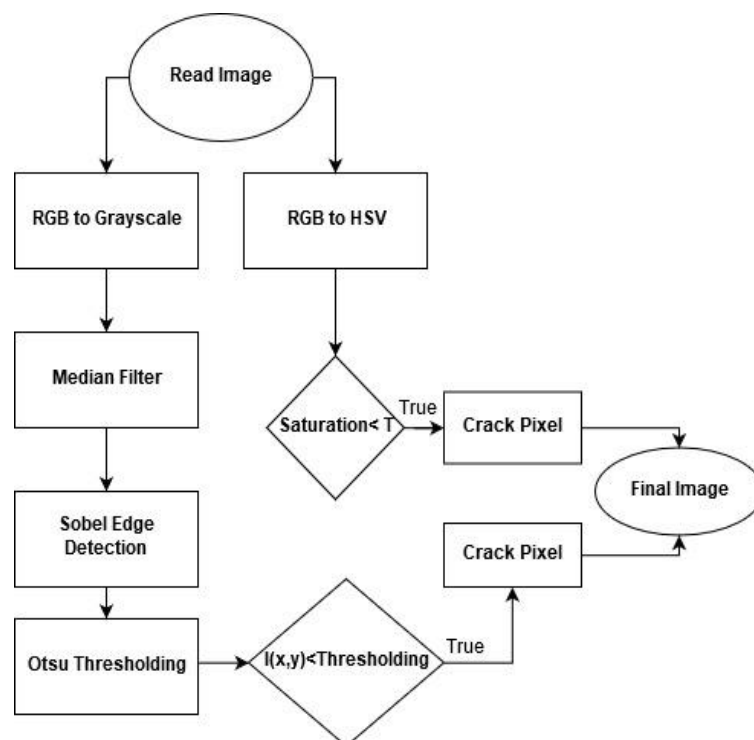 Read Image
RGB to Grayscale
RGB to HSV
Median Filter
Saturation< T
True
Crack Pixel
Final Image
Sobel Edge
Detection
Crack Pixel
Otsu Thresholding
I(x,y)<Thresholding
True